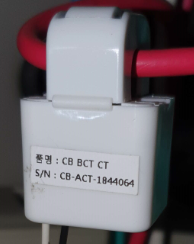 품명 : CB BCT CT
S/N : CB-ACT-1844064